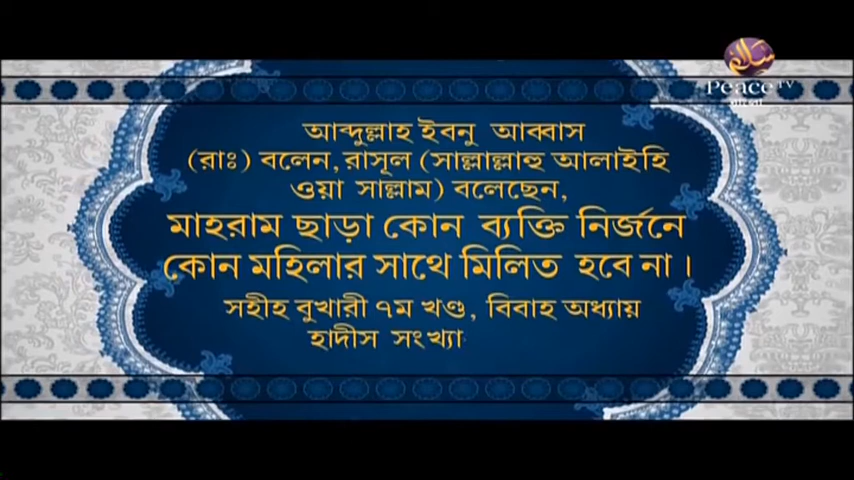 سلام
Peace TV
বাংলা
আব্দুল্লাহ ইবনু আব্বাস
(রাঃ) বলেন, রাসূল (সাল্লাল্লাহু আলাইহি
ওয়া সাল্লাম) বলেছেন,
মাহরাম ছাড়া কোন ব্যক্তি নির্জনে
কোন মহিলার সাথে মিলিত হবে না।
সহীহ বুখারী ৭ম খণ্ড, বিবাহ অধ্যায়
হাদীস সংখ্যা